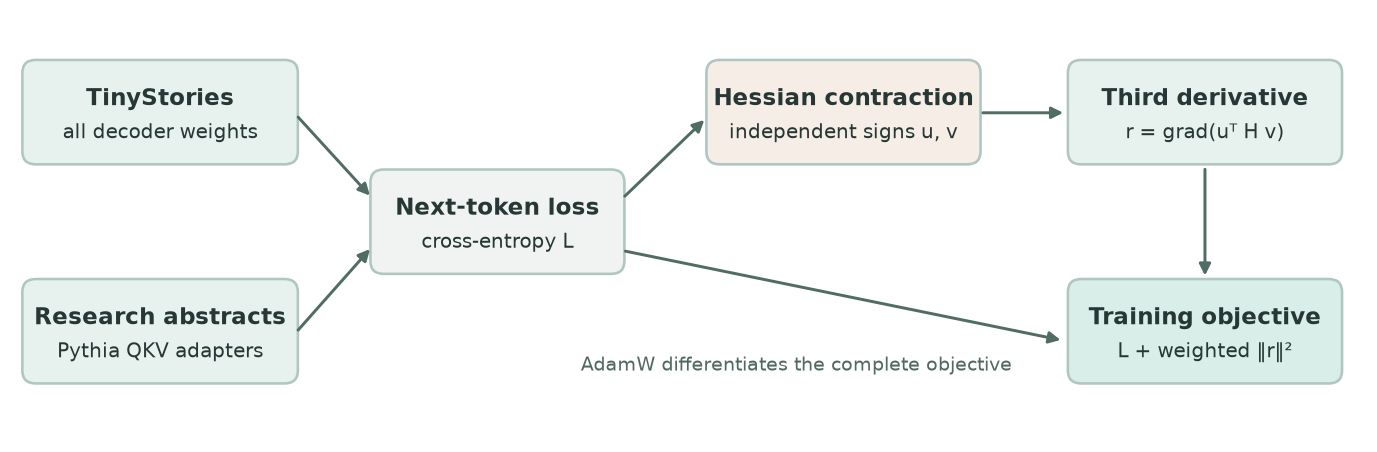 TinyStories
all decoder weights
Research abstracts
Pythia QKV adapters
Next-token loss
cross-entropy L
Hessian contraction
independent signs u, v
Third derivative
r = grad(uᵀ H v)
Training objective
L + weighted ‖r‖²
AdamW differentiates the complete objective